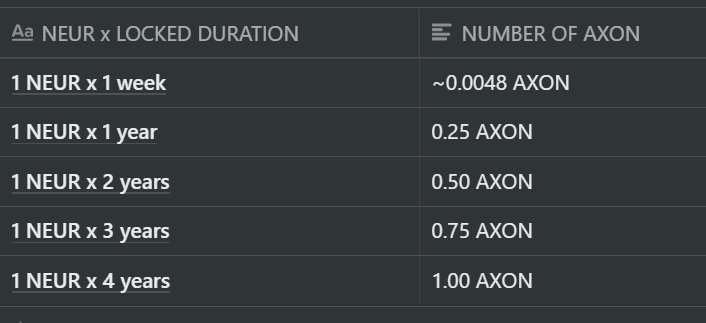 Aa NEUR x LOCKED DURATION NUMBER OF AXON
1 NEUR x 1 week ~0.0048 AXON
1 NEUR x 1 year 0.25 AXON
1 NEUR x 2 years 0.50 AXON
1 NEUR x 3 years 0.75 AXON
1 NEUR x 4 years 1.00 AXON